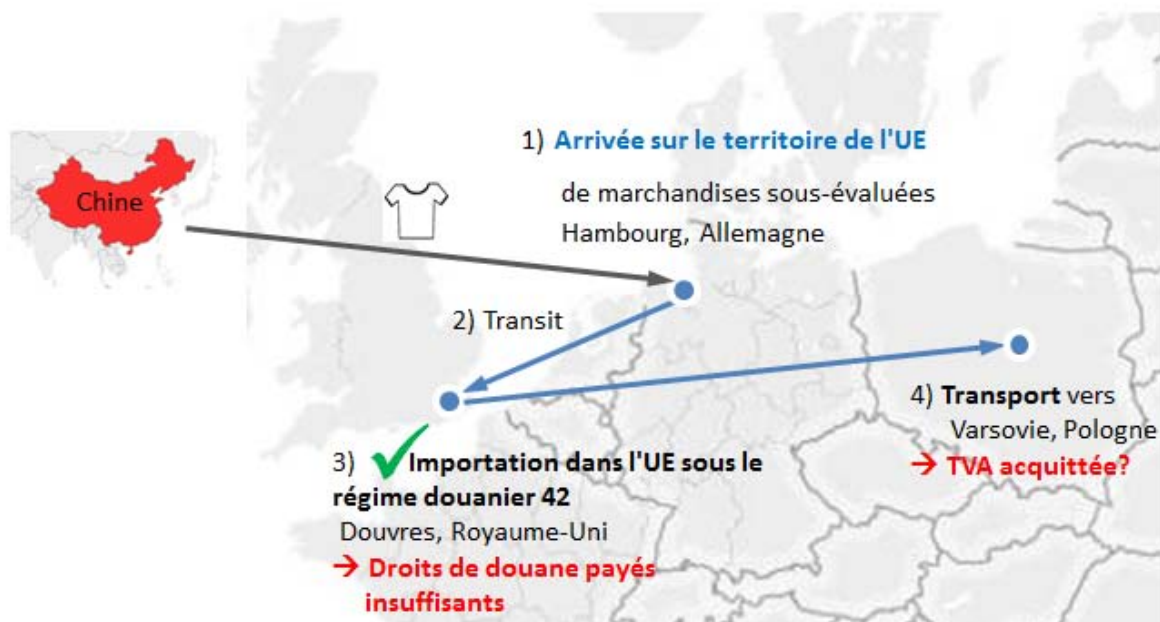 Chine
1) Arrivée sur le territoire de l'UE
de marchandises sous-évaluées
Hambourg, Allemagne
2) Transit
3) Importation dans l'UE sous le
régime douanier 42
Douvres, Royaume-Uni
→ Droits de douane payés
insuffisants
4) Transport vers
Varsovie, Pologne
→ TVA acquittée?